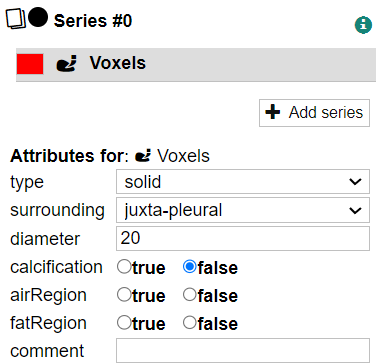 Series #0
Voxels
Add series
Attributes for: Voxels
type solid
surrounding juxta-pleural
diameter 20
calcification true false
airRegion true false
fatRegion true false
comment